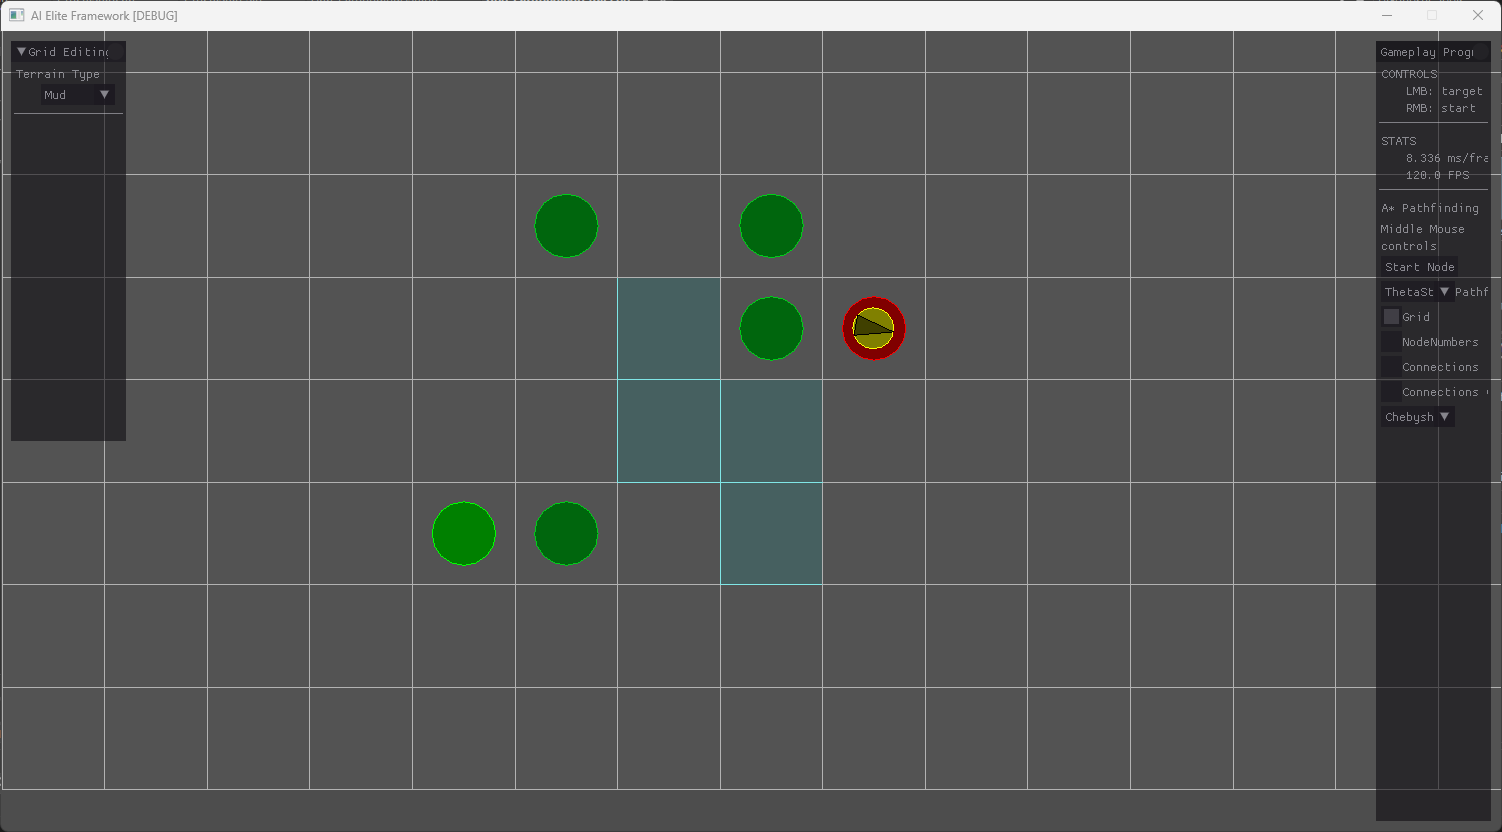 AI Elite Framework [DEBUG]
Grid Editing
Terrain Type
Mud
Gameplay Progr
CONTROLS
LMB: target
RMB: start
STATS
8.336 ms/fra
120.0 FPS
A* Pathfinding
Middle Mouse
controls
Start Node
ThetaSt Pathf
Grid
NodeNumbers
Connections
Connections
Chebysh